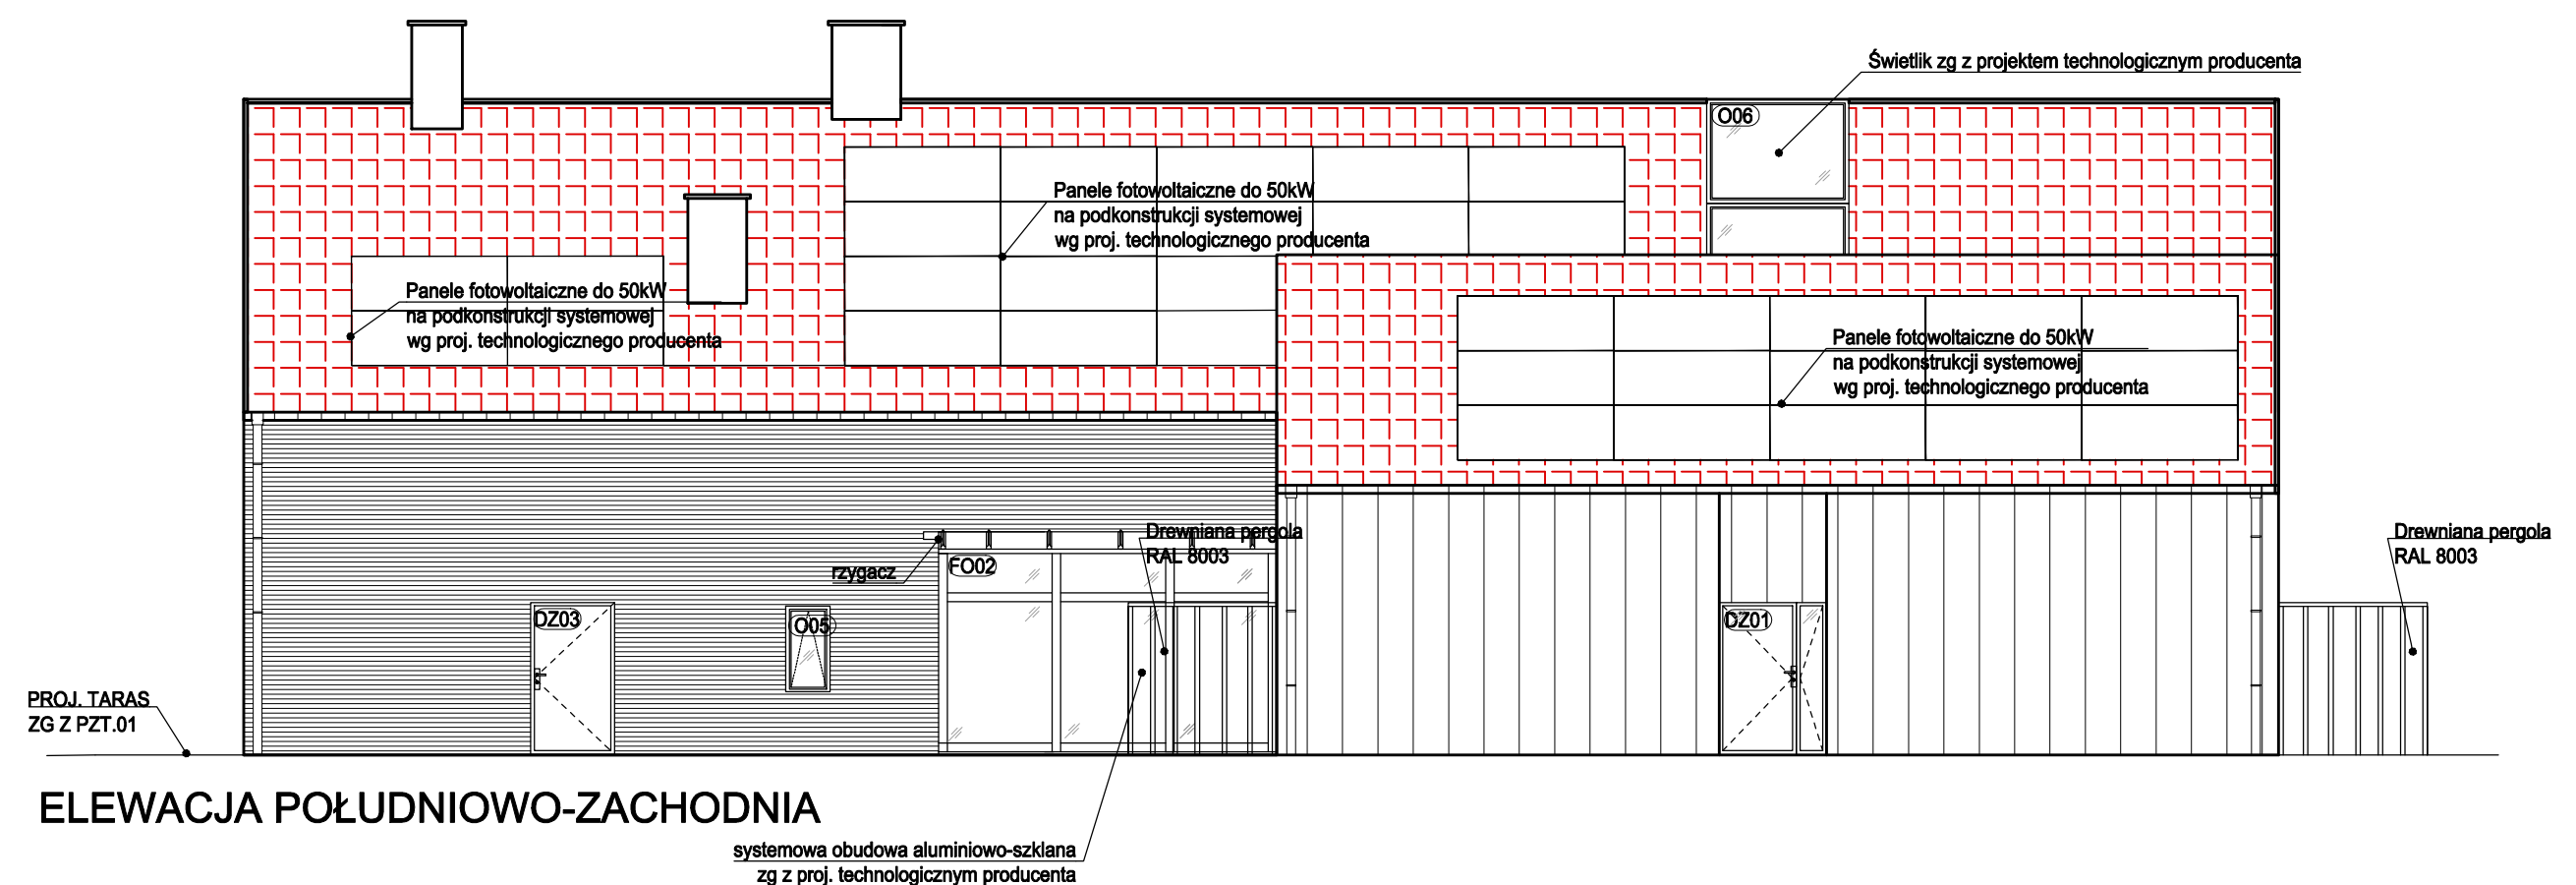 Świetlik zg z projektem technologicznym producenta
O06
Panele fotowoltaiczne do 50kW
na podkonstrukcji systemowej
wg proj. technologicznego producenta
Panele fotowoltaiczne do 50kW
na podkonstrukcji systemowej
wg proj. technologicznego producenta
Panele fotowoltaiczne do 50kW
na podkonstrukcji systemowej
wg proj. technologicznego producenta
Drewniana pergola
RAL 8003
Drewniana pergola
RAL 8003
rzygacz
FO02
DZ03
O05
DZ01
PROJ. TARAS
ZG Z PZT.01
ELEWACJA POŁUDNIOWO-ZACHODNIA
systemowa obudowa aluminiowo-szklana
zg z proj. technologicznym producenta